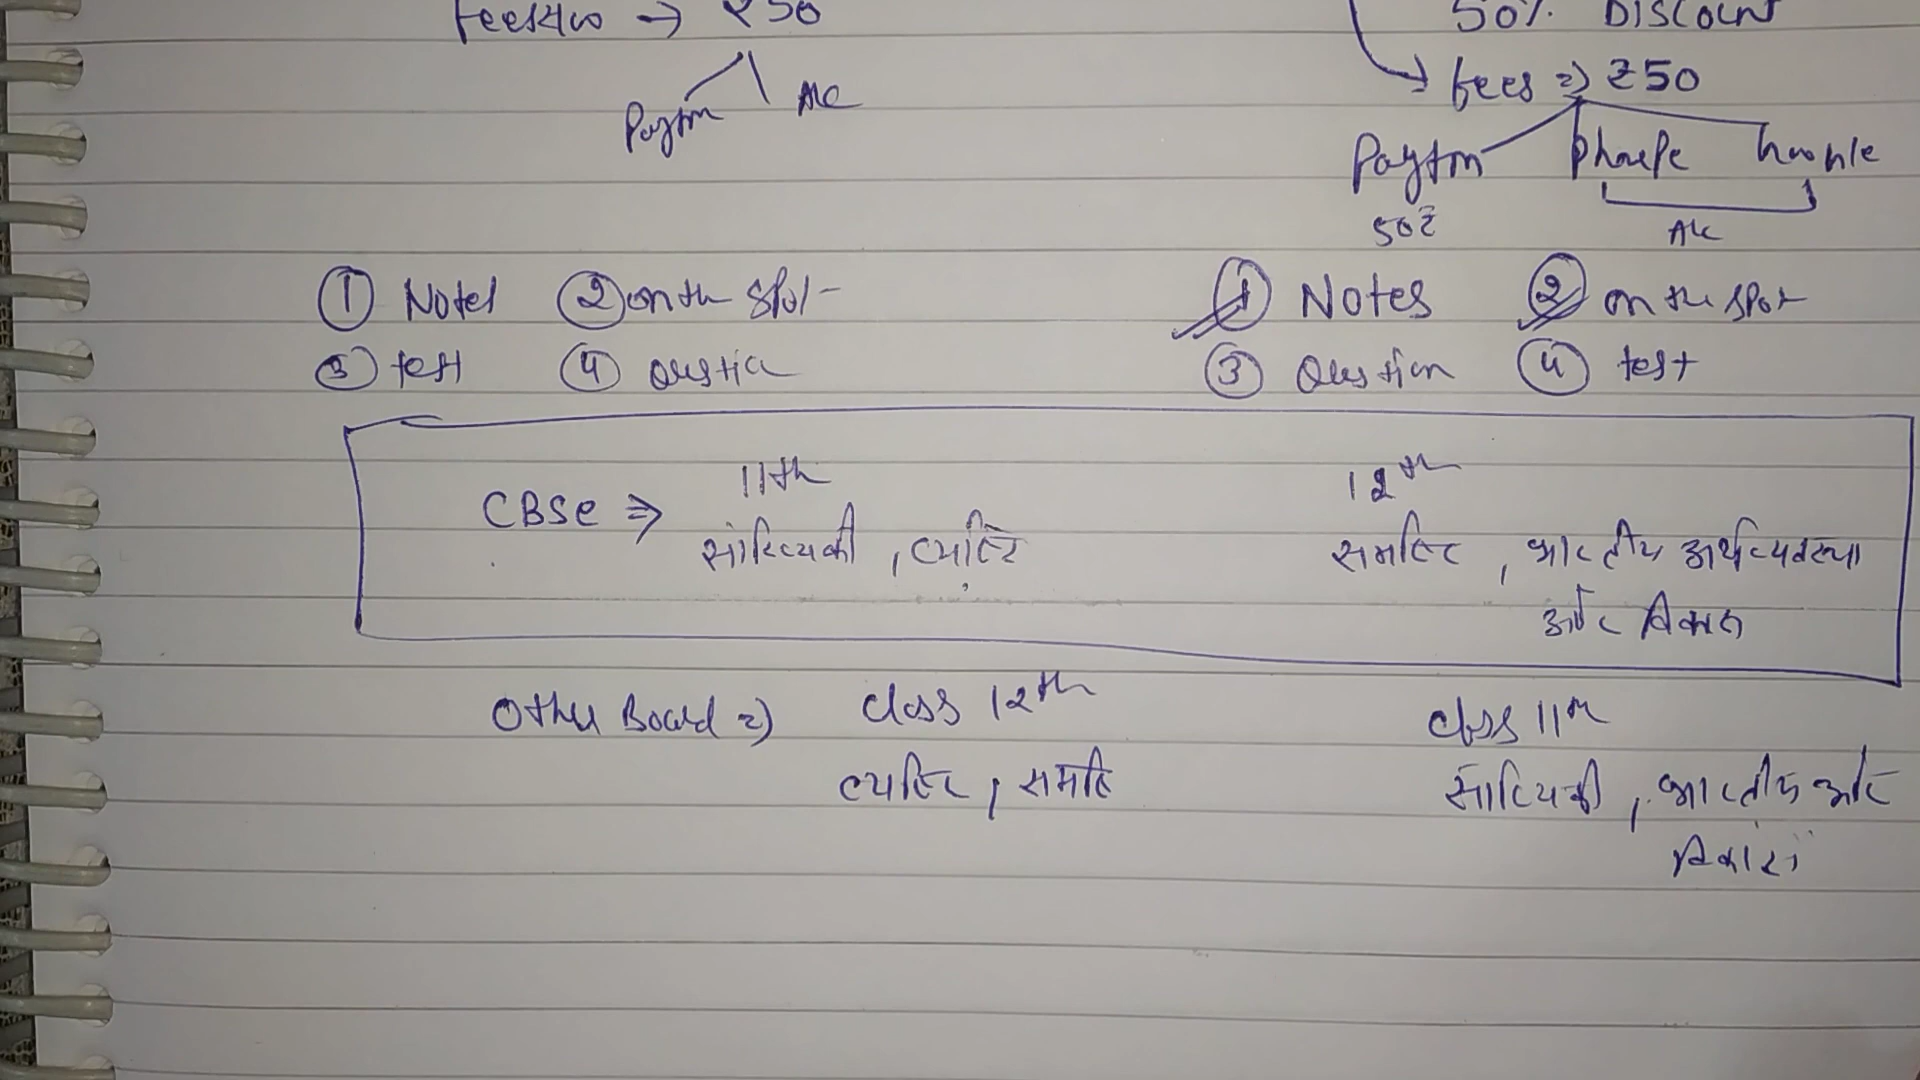 → ₹50
50% DISCOUNT
fees ⇒ ₹50
Paytm A/c
Paytm
50₹ A/c
① Notes ② on the spot
① Notes ② on the spot
③ test ④ Question
③ Question ④ test
11th 12th
CBSe ⇒ सांख्यिकी , व्यष्टि समष्टि , भारतीय अर्थव्यवस्था
और विकास
Other Board ⇒ Class 12th class 11th
व्यष्टि , समष्टि सांख्यिकी , भारतीय और
विकास